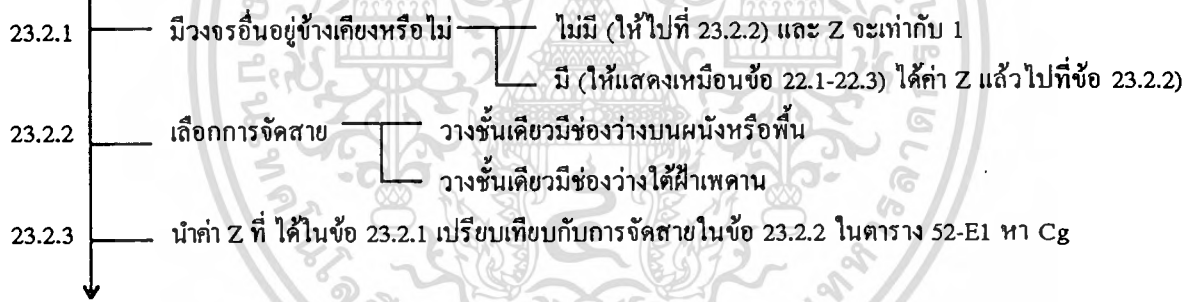 23.2.1 มีวงจรอื่นอยู่ข้างเคียงหรือไม่ ไม่มี (ให้ไปที่ 23.2.2) และ Z จะเท่ากับ 1
มี (ให้แสดงเหมือนข้อ 22.1-22.3) ได้ค่า Z แล้วไปที่ข้อ 23.2.2)
23.2.2 เลือกการจัดสาย วางชั้นเดียวมีช่องว่างบนผนังหรือพื้น
วางชั้นเดียวมีช่องว่างใต้ฝ้าเพดาน
23.2.3 นำค่า Z ที่ ได้ในข้อ 23.2.1 เปรียบเทียบกับการจัดสายในข้อ 23.2.2 ในตาราง 52-E1 หา Cg